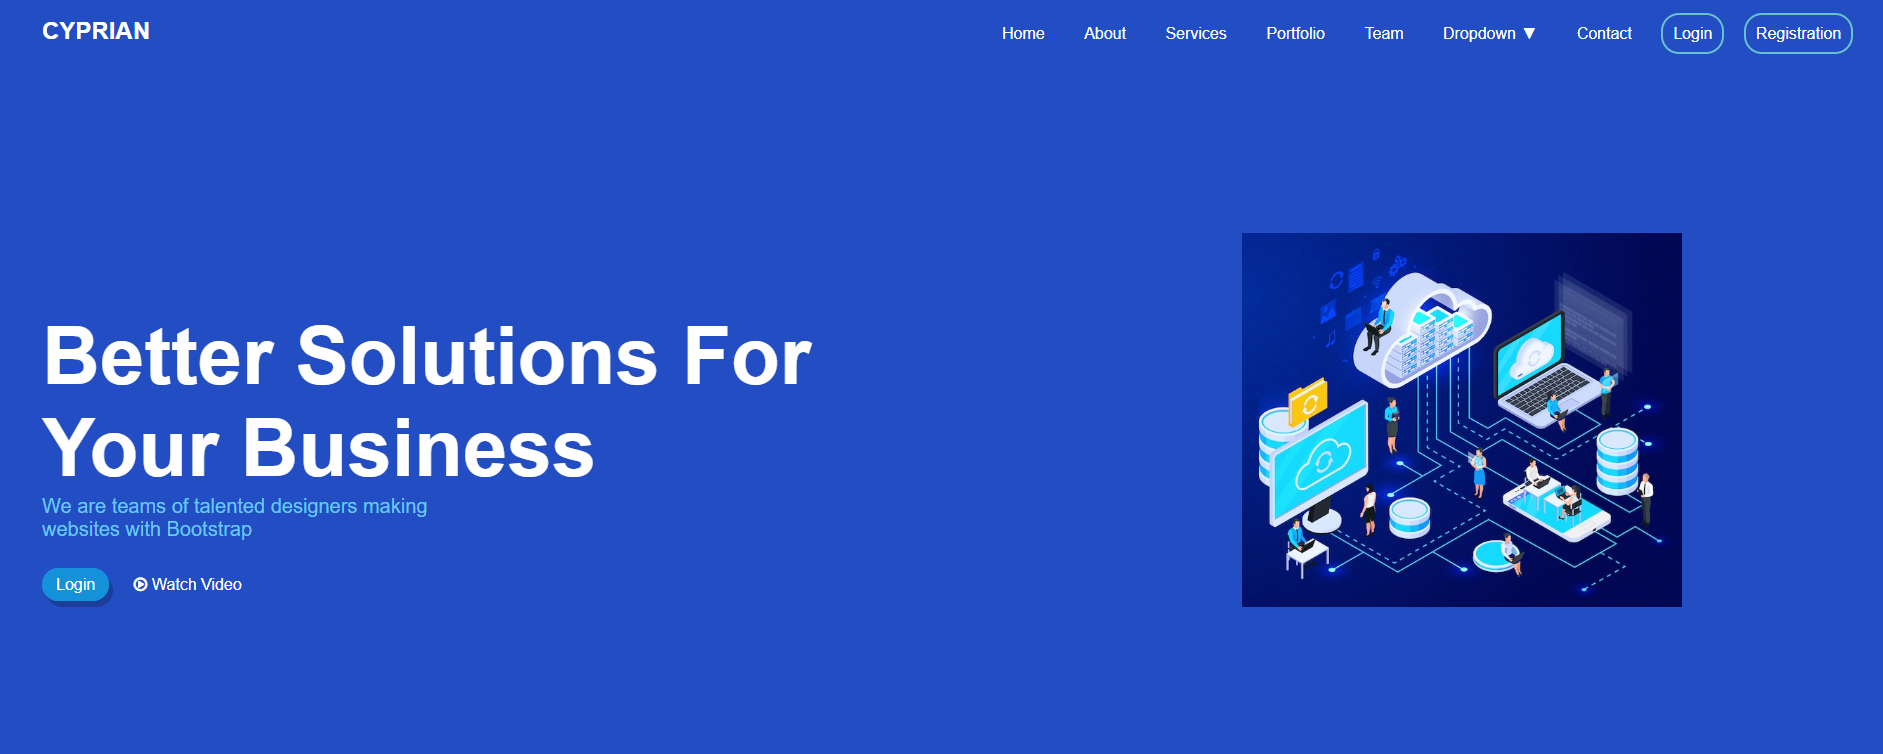 CYPRIAN
Home About Services Portfolio Team Dropdown ▼ Contact Login Registration
Better Solutions For
Your Business
We are teams of talented designers making
websites with Bootstrap
Login Watch Video